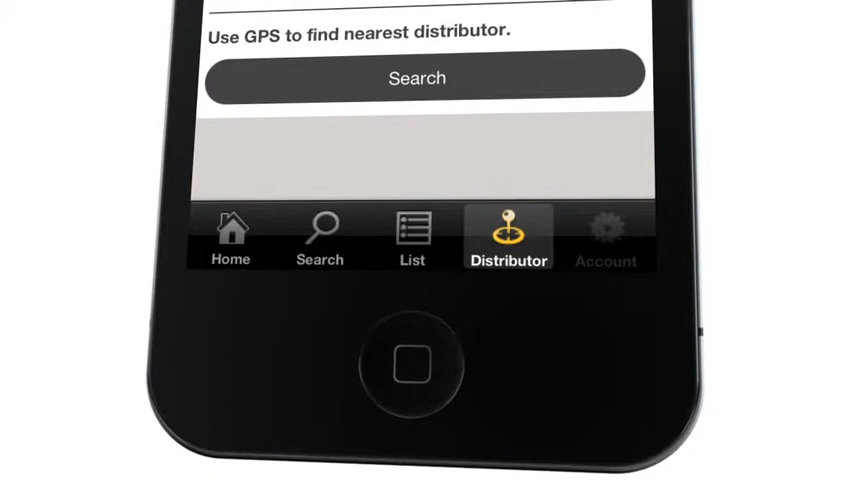 Use GPS to find nearest distributor.
Search
Home Search List Distributor Account